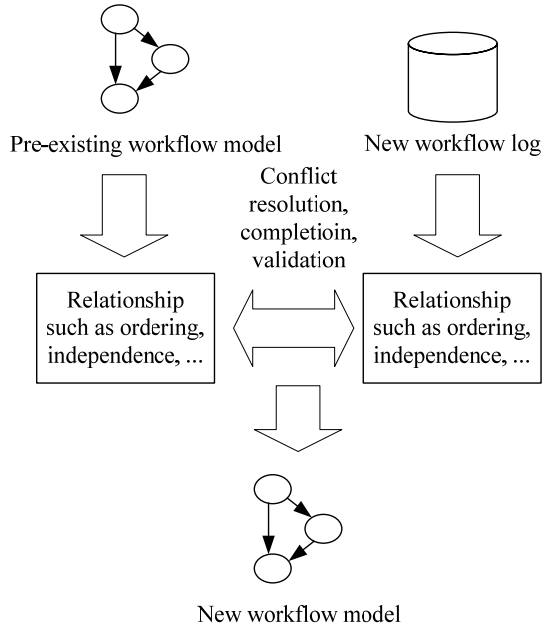 Pre-existing workflow model
New workflow log
Conflict
resolution,
completioin,
validation
Relationship
such as ordering,
independence, ...
Relationship
such as ordering,
independence, ...
New workflow model